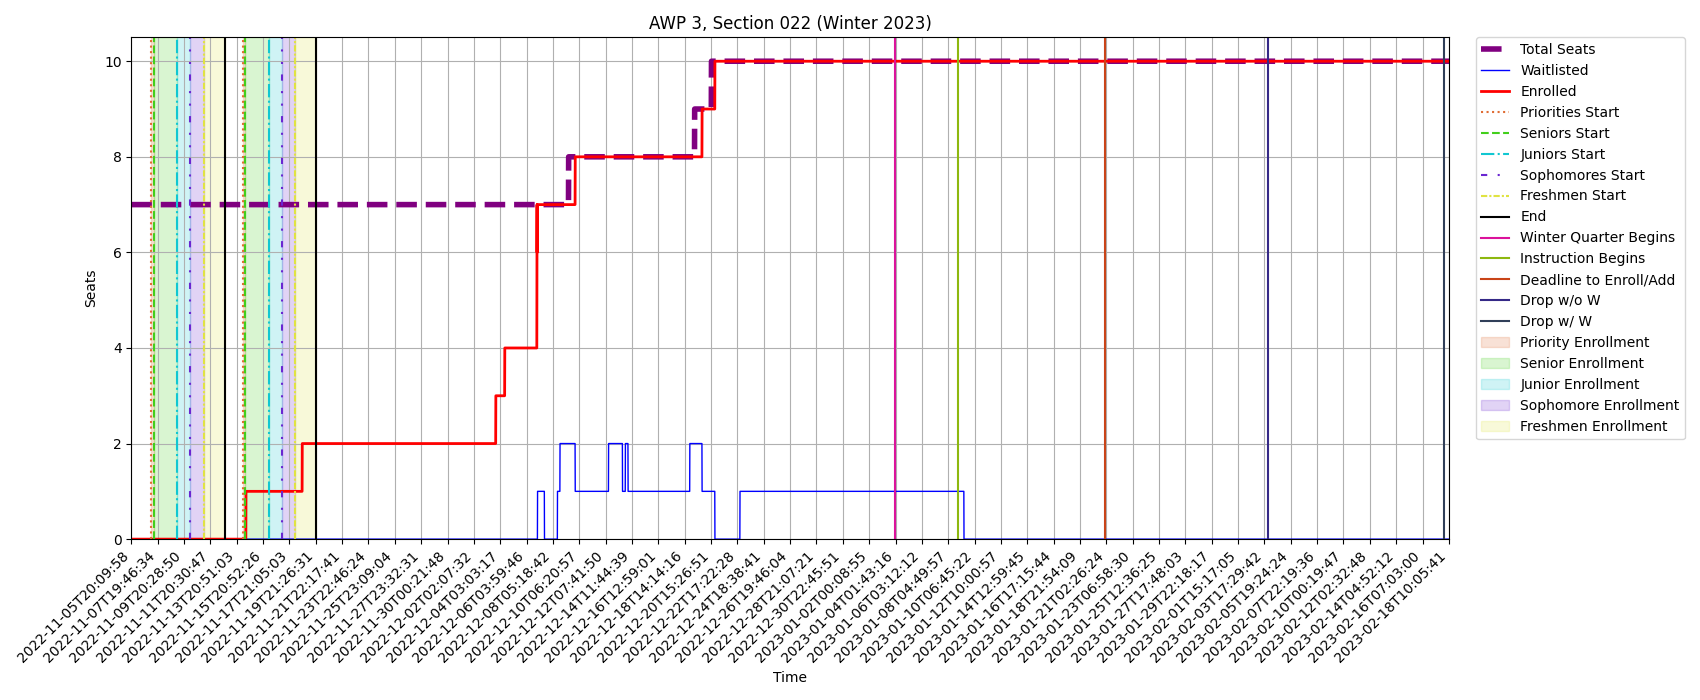 AWP 3, Section 022 (Winter 2023)
Seats
10
8
6
4
2
0
2022-11-05T20:09:58
2022-11-07T19:46:34
2022-11-09T20:28:50
2022-11-11T20:30:47
2022-11-13T20:51:03
2022-11-15T20:52:26
2022-11-17T21:05:03
2022-11-19T21:26:31
2022-11-21T22:17:41
2022-11-23T22:46:24
2022-11-25T23:09:04
2022-11-27T23:32:31
2022-11-30T00:21:48
2022-12-02T02:07:32
2022-12-04T03:03:17
2022-12-06T03:59:46
2022-12-08T05:18:42
2022-12-10T06:20:57
2022-12-12T07:41:50
2022-12-14T11:44:39
2022-12-16T12:59:01
2022-12-18T14:14:16
2022-12-20T15:26:51
2022-12-22T17:22:28
2022-12-24T18:38:41
2022-12-26T19:46:04
2022-12-28T21:07:21
2022-12-30T22:45:51
2023-01-02T00:08:55
2023-01-04T01:43:16
2023-01-06T03:12:12
2023-01-08T04:49:57
2023-01-10T06:45:22
2023-01-12T10:00:57
2023-01-14T12:59:45
2023-01-16T17:15:44
2023-01-18T21:54:09
2023-01-21T02:26:24
2023-01-23T06:58:30
2023-01-25T12:36:25
2023-01-27T17:48:03
2023-01-29T22:18:17
2023-02-01T15:17:05
2023-02-03T17:29:42
2023-02-05T19:24:24
2023-02-07T22:19:36
2023-02-10T00:19:47
2023-02-12T02:32:48
2023-02-14T04:52:12
2023-02-16T07:03:00
2023-02-18T10:05:41
Time
Total Seats
Waitlisted
Enrolled
Priorities Start
Seniors Start
Juniors Start
Sophomores Start
Freshmen Start
End
Winter Quarter Begins
Instruction Begins
Deadline to Enroll/Add
Drop w/o W
Drop w/ W
Priority Enrollment
Senior Enrollment
Junior Enrollment
Sophomore Enrollment
Freshmen Enrollment